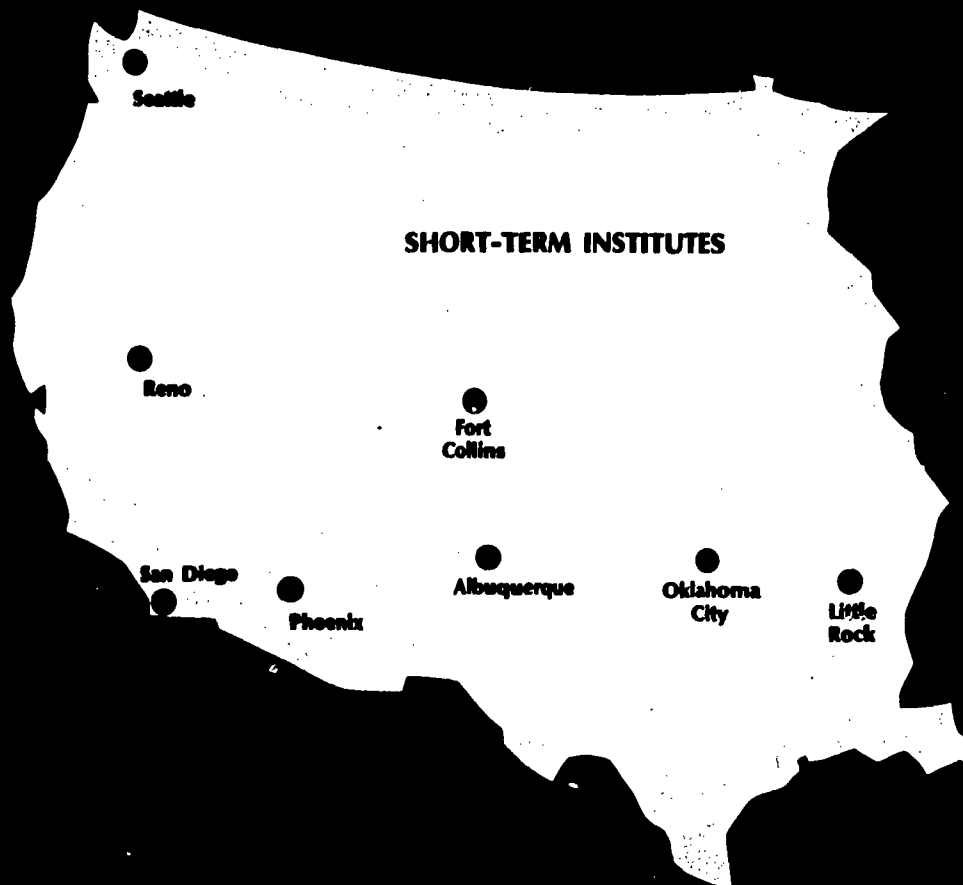 Seattle
SHORT-TERM INSTITUTES
Reno
Fort
Collins
San Diego
Phoenix
Albuquerque
Oklahoma
City
Little
Rock